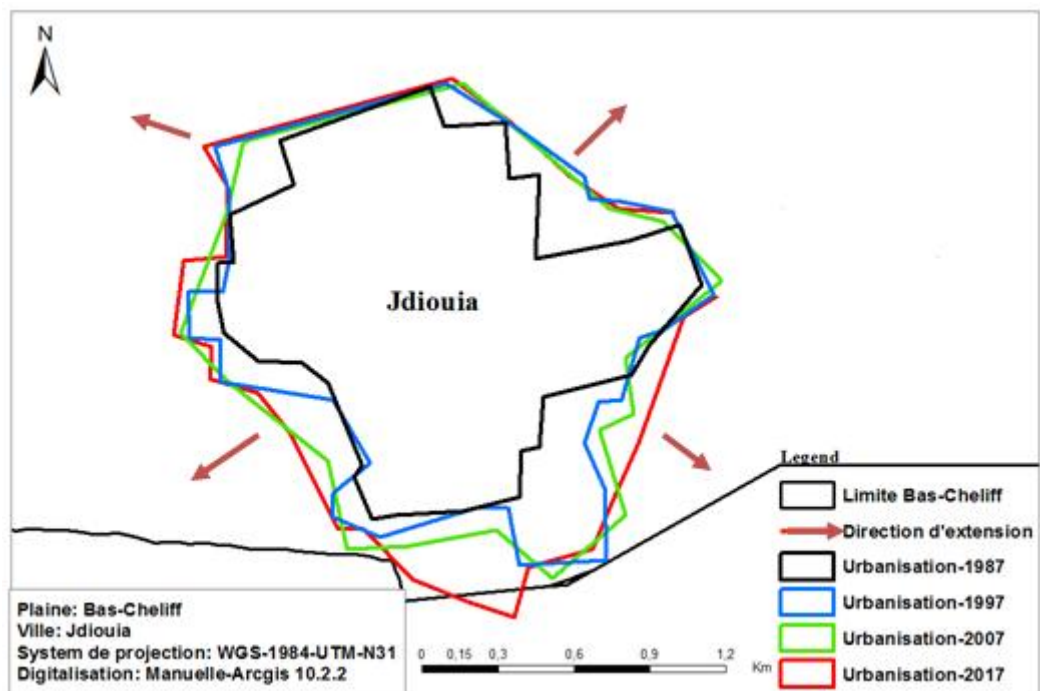 N
Jdiouia
Legend
Limite Bas-Cheliff
Direction d'extension
Urbanisation-1987
Urbanisation-1997
Urbanisation-2007
Urbanisation-2017
Plaine: Bas-Cheliff
Ville: Jdiouia
System de projection: WGS-1984-UTM-N31
Digitalisation: Manuelle-Arcgis 10.2.2
0 0,15 0,3 0,6 0,9 1,2
Km